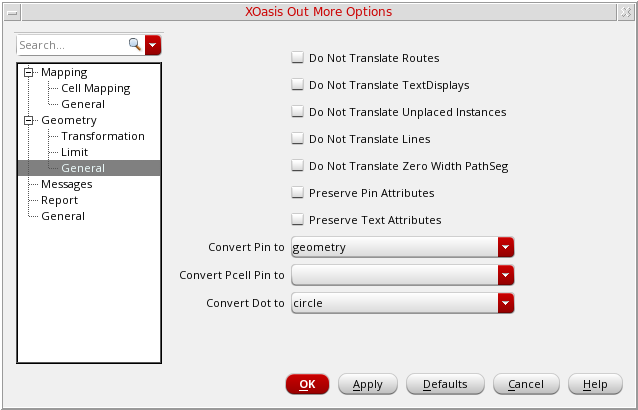 XOasis Out More Options
Search...
Mapping
Cell Mapping
General
Geometry
Transformation
Limit
General
Messages
Report
General
Do Not Translate Routes
Do Not Translate TextDisplays
Do Not Translate Unplaced Instances
Do Not Translate Lines
Do Not Translate Zero Width PathSeg
Preserve Pin Attributes
Preserve Text Attributes
Convert Pin to geometry
Convert Pcell Pin to
Convert Dot to circle
OK Apply Defaults Cancel Help